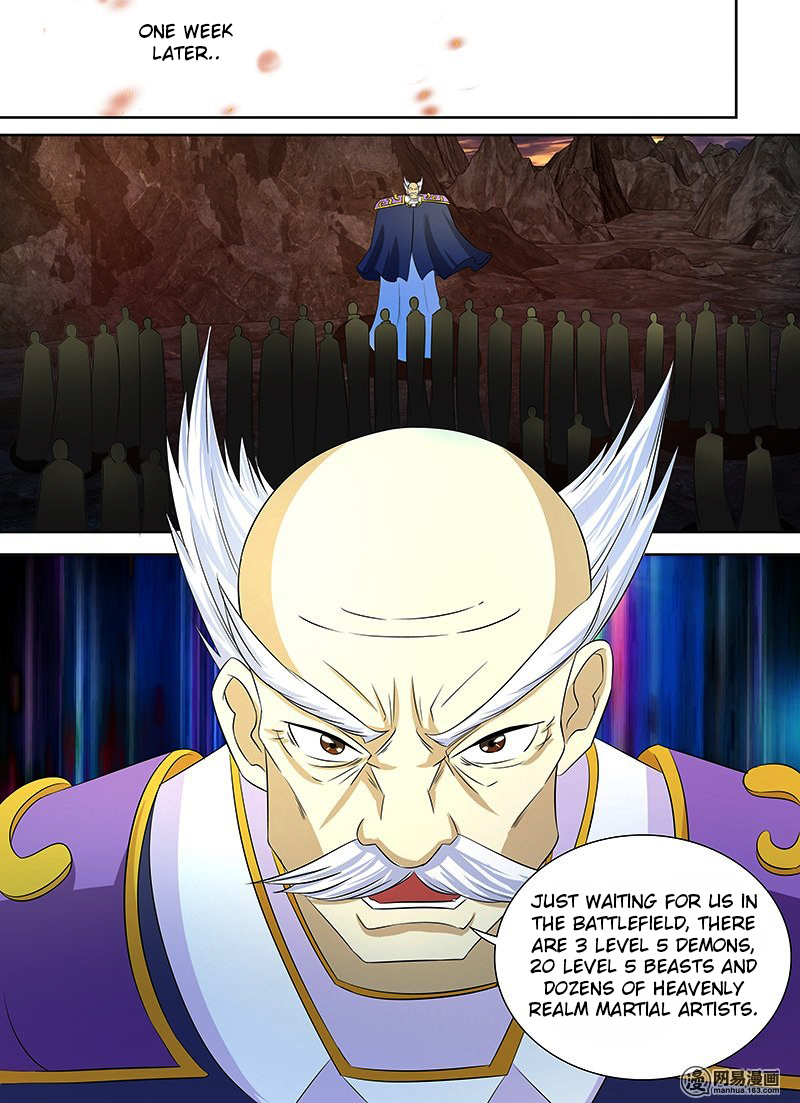 ONE WEEK
LATER..
JUST WAITING FOR US IN
THE BATTLEFIELD, THERE
ARE 3 LEVEL 5 DEMONS,
20 LEVEL 5 BEASTS AND
DOZENS OF HEAVENLY
REALM MARTIAL ARTISTS.
网易漫画
manhua.163.com